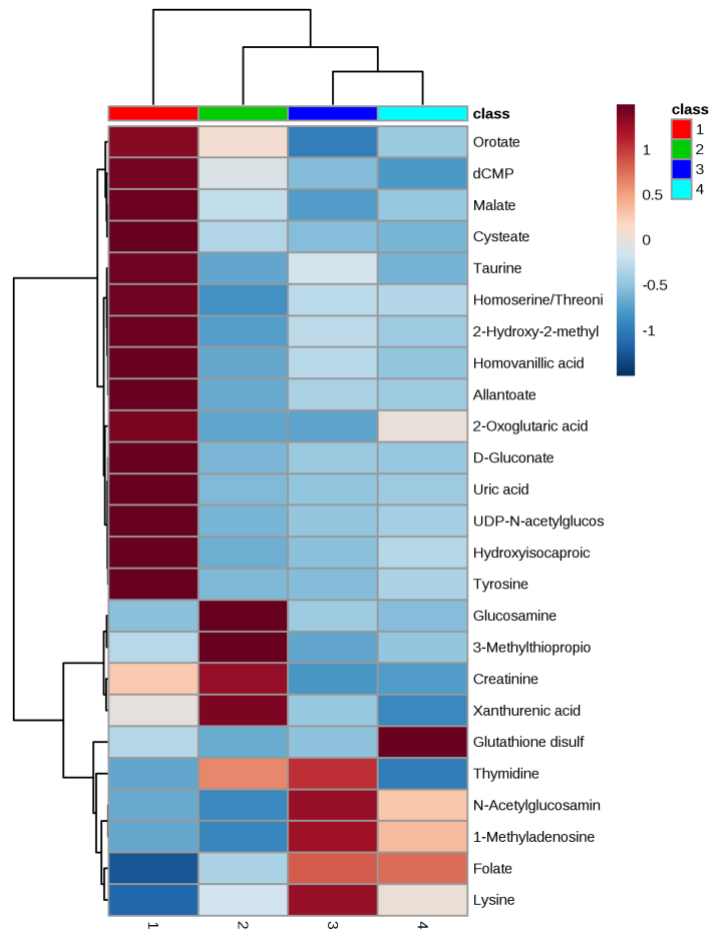 class
Orotate
dCMP
Malate
Cysteate
Taurine
Homoserine/Threoni
2-Hydroxy-2-methyl
Homovanillic acid
Allantoate
2-Oxoglutaric acid
D-Gluconate
Uric acid
UDP-N-acetylglucos
Hydroxyisocaproic
Tyrosine
Glucosamine
3-Methylthiopropio
Creatinine
Xanthurenic acid
Glutathione disulf
Thymidine
N-Acetylglucosamin
1-Methyladenosine
Folate
Lysine
1
2
3
4
1
0.5
0
-0.5
-1
class
1
2
3
4